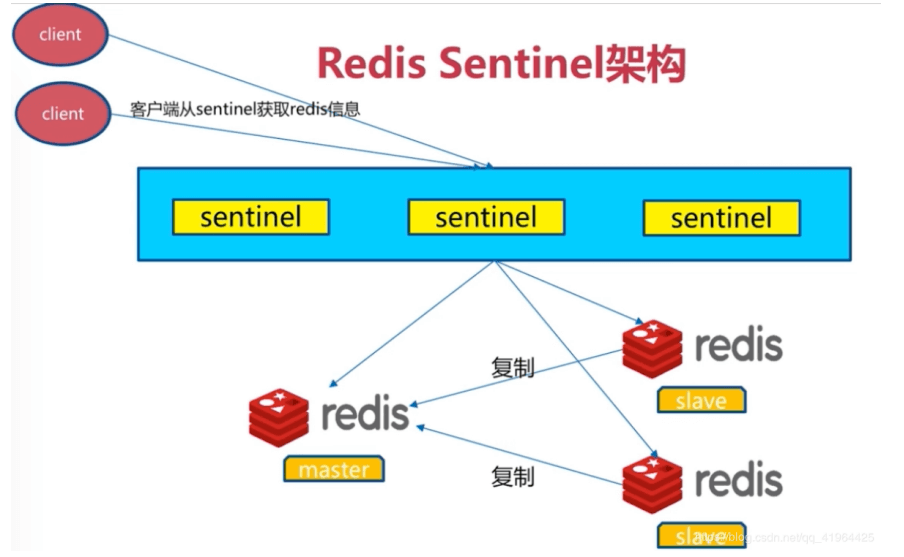 client
Redis Sentinel架构
client
客户端从sentinel获取redis信息
sentinel
sentinel
sentinel
redis
复制
slave
redis
master
复制
redis
slave
https://blog.csdn.net/qq_41964425